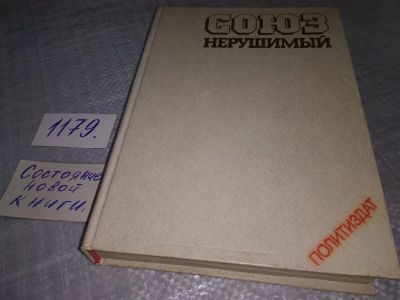 СОЮЗ
НЕРУШИМЫЙ
1179.
Состояние
новой
книги.
ПОЛИТИЗДАТ